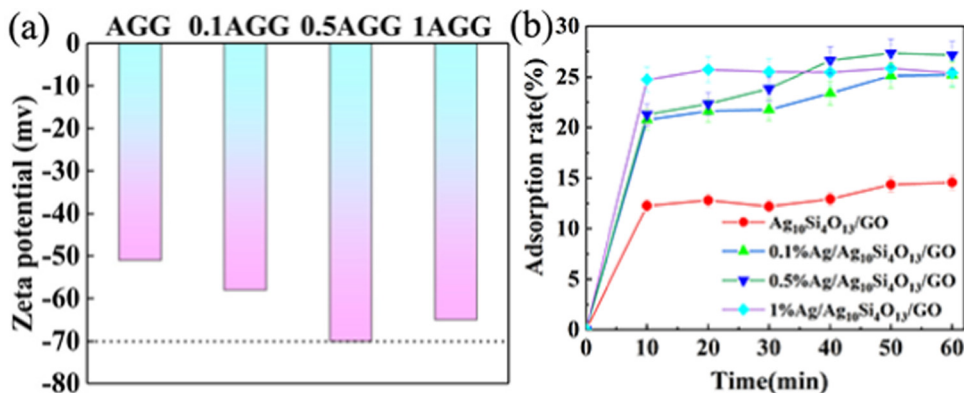 (a)
AGG 0.1AGG 0.5AGG 1AGG
0
-10
-20
-30
-40
-50
-60
-70
-80
Zeta potential (mv)
(b)
30
25
20
15
10
5
0
Adsorption rate(%)
Ag₁₀Si₄O₁₃/GO
0.1%Ag/Ag₁₀Si₄O₁₃/GO
0.5%Ag/Ag₁₀Si₄O₁₃/GO
1%Ag/Ag₁₀Si₄O₁₃/GO
0 10 20 30 40 50 60
Time(min)